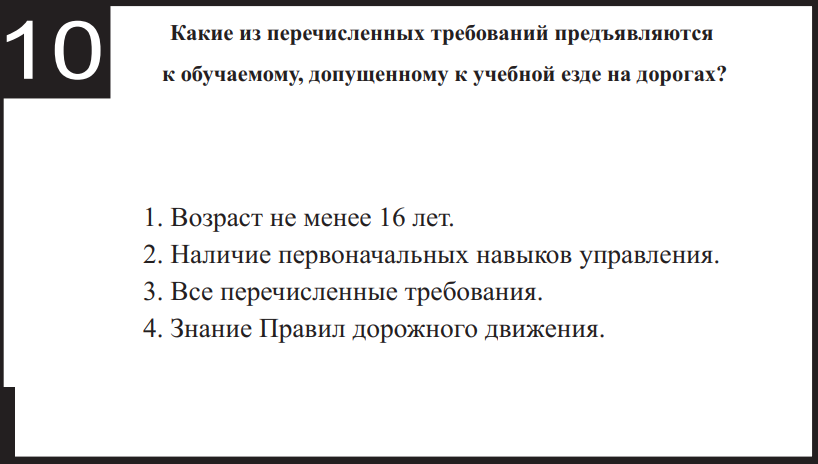 10
Какие из перечисленных требований предъявляются
к обучаемому, допущенному к учебной езде на дорогах?
1. Возраст не менее 16 лет.
2. Наличие первоначальных навыков управления.
3. Все перечисленные требования.
4. Знание Правил дорожного движения.